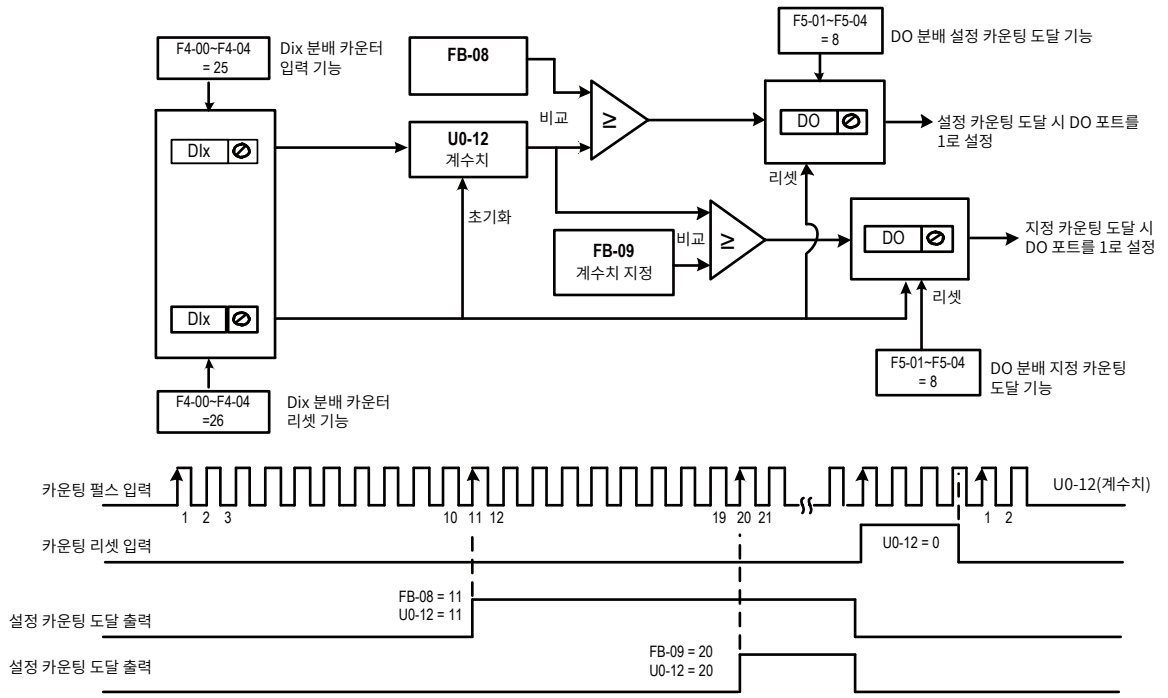 F4-00~F4-04
= 25
Dix 분배 카운터
입력 기능
FB-08
F5-01~F5-04
= 8
DO 분배 설정 카운팅 도달 기능
비교
≥
DO
설정 카운팅 도달 시 DO 포트를
1로 설정
DIx
U0-12
계수치
리셋
초기화
FB-09
계수치 지정
비교
≥
DO
지정 카운팅 도달 시
DO 포트를 1로 설정
리셋
DIx
F5-01~F5-04
= 8
DO 분배 지정 카운팅
도달 기능
F4-00~F4-04
=26
Dix 분배 카운터
리셋 기능
카운팅 펄스 입력
U0-12(계수치)
1 2 3 10 11 12 19 20 21 1 2
카운팅 리셋 입력
U0-12 = 0
FB-08 = 11
U0-12 = 11
설정 카운팅 도달 출력
FB-09 = 20
U0-12 = 20
설정 카운팅 도달 출력